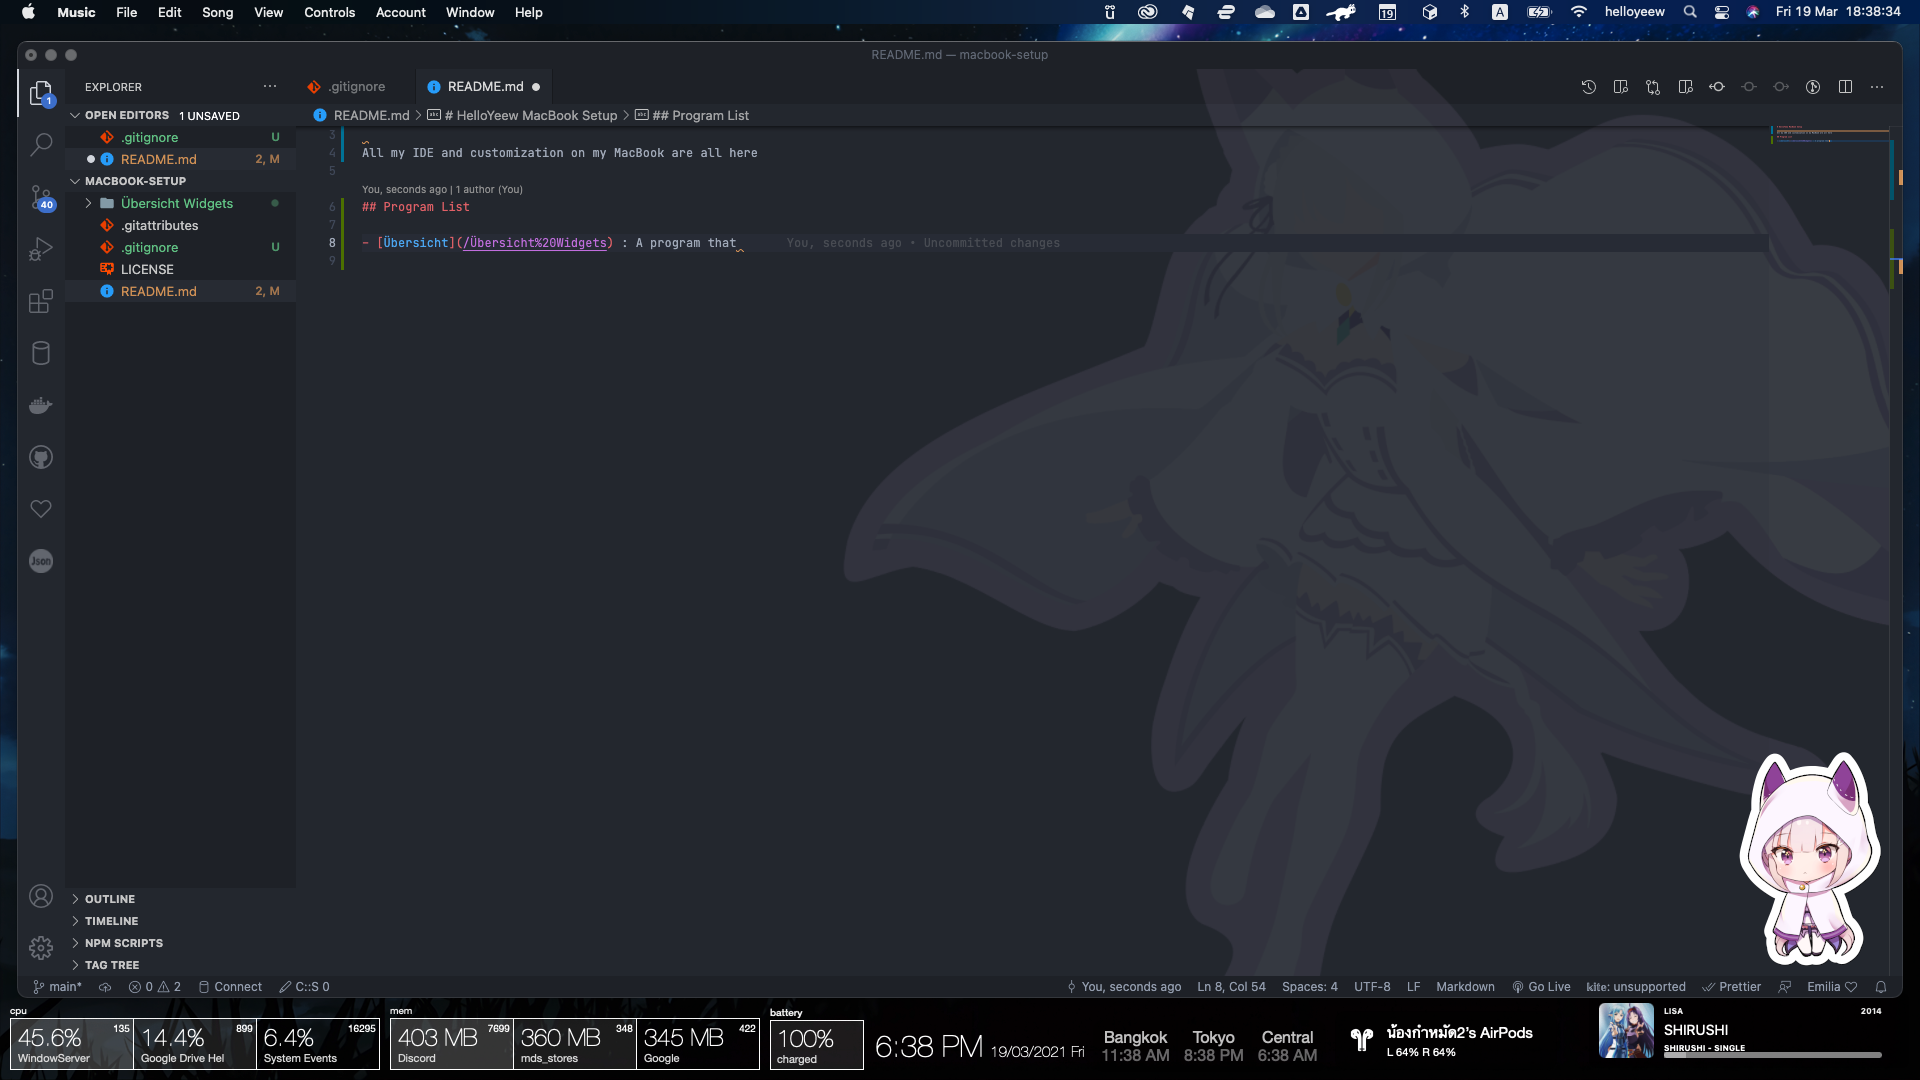 Music File Edit Song View Controls Account Window Help
ü 19 A helloyeew Fri 19 Mar 18:38:34
README.md — macbook-setup
EXPLORER ···
.gitignore README.md
OPEN EDITORS 1 UNSAVED
README.md > # HelloYeew MacBook Setup > ## Program List
.gitignore U
README.md 2, M
MACBOOK-SETUP
Übersicht Widgets
.gitattributes
.gitignore U
LICENSE
README.md 2, M
1
40
Json
3
4 All my IDE and customization on my MacBook are all here
5
You, seconds ago | 1 author (You)
6 ## Program List
7
8 - [Übersicht](/Übersicht%20Widgets) : A program that You, seconds ago • Uncommitted changes
9
OUTLINE
TIMELINE
NPM SCRIPTS
TAG TREE
main* 0 2 Connect C::S 0 You, seconds ago Ln 8, Col 54 Spaces: 4 UTF-8 LF Markdown Go Live kite: unsupported Prettier Emilia
cpu
45.6% 135
WindowServer
14.4% 899
Google Drive Hel
6.4% 16295
System Events
mem
403 MB 7699
Discord
360 MB 348
mds_stores
345 MB 422
Google
battery
100%
charged
6:38 PM 19/03/2021 Fri
Bangkok
11:38 AM
Tokyo
8:38 PM
Central
6:38 AM
น้องกำหมัด2's AirPods
L 64% R 64%
LISA 2014
SHIRUSHI
SHIRUSHI - SINGLE